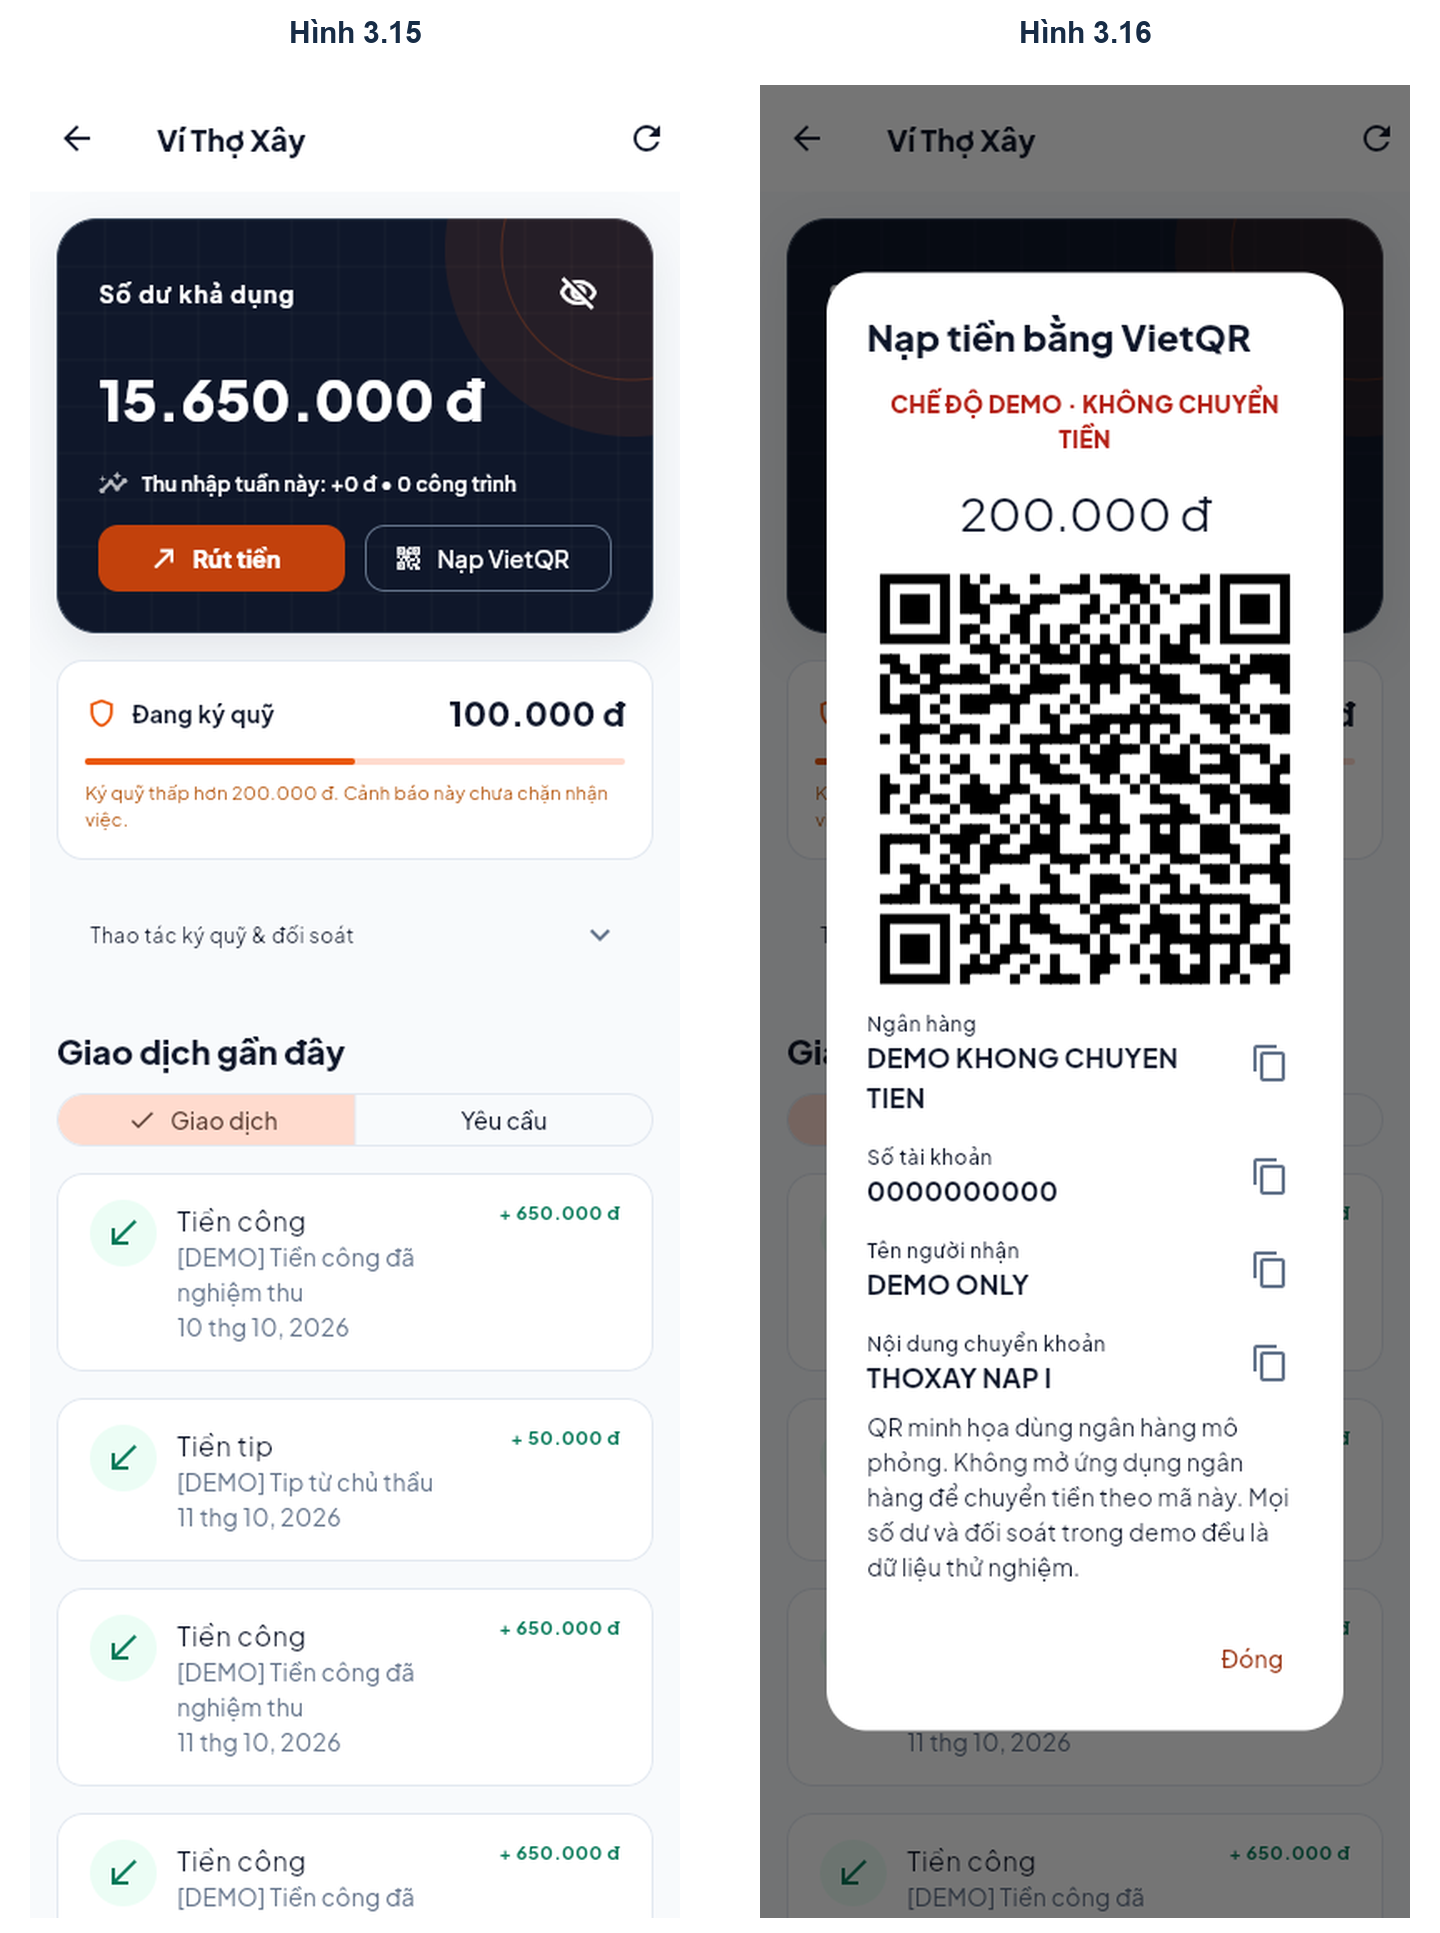 Hình 3.15
Ví Thợ Xây
Số dư khả dụng
15.650.000 đ
Thu nhập tuần này: +0 đ • 0 công trình
Rút tiền
Nạp VietQR
Đang ký quỹ
100.000 đ
Ký quỹ thấp hơn 200.000 đ. Cảnh báo này chưa chặn nhận
việc.
Thao tác ký quỹ & đối soát
Giao dịch gần đây
Giao dịch
Yêu cầu
Tiền công
+ 650.000 đ
[DEMO] Tiền công đã
nghiệm thu
10 thg 10, 2026
Tiền tip
+ 50.000 đ
[DEMO] Tip từ chủ thầu
11 thg 10, 2026
Tiền công
+ 650.000 đ
[DEMO] Tiền công đã
nghiệm thu
11 thg 10, 2026
Tiền công
+ 650.000 đ
[DEMO] Tiền công đã
Hình 3.16
Ví Thợ Xây
Nạp tiền bằng VietQR
CHẾ ĐỘ DEMO · KHÔNG CHUYỂN
TIỀN
200.000 đ
Ngân hàng
DEMO KHONG CHUYEN
TIEN
Số tài khoản
0000000000
Tên người nhận
DEMO ONLY
Nội dung chuyển khoản
THOXAY NAP I
QR minh họa dùng ngân hàng mô
phỏng. Không mở ứng dụng ngân
hàng để chuyển tiền theo mã này. Mọi
số dư và đối soát trong demo đều là
dữ liệu thử nghiệm.
Đóng
11 thg 10, 2026
Tiền công
+ 650.000 đ
[DEMO] Tiền công đã